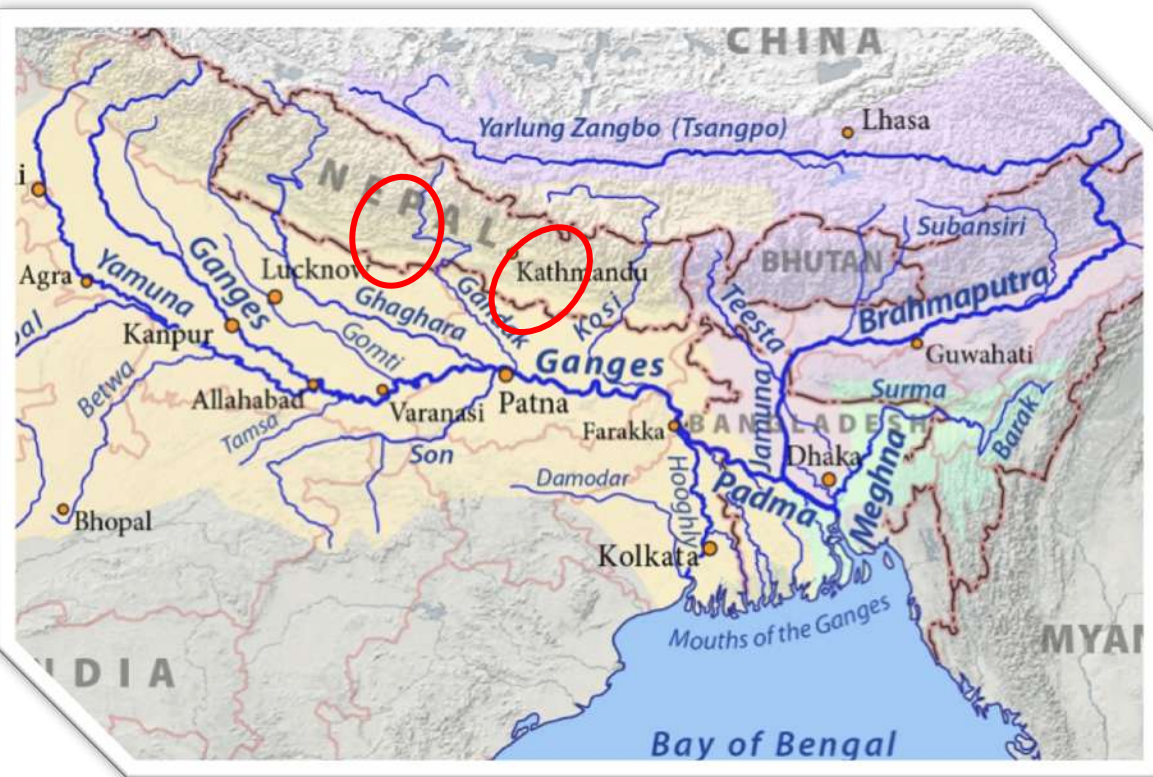 CHINA
Yarlung Zangbo (Tsangpo)
Lhasa
i
NEPAL
Subansiri
BHUTAN
Kathmandu
Agra
Yamuna
Ganges
Lucknow
Ghaghara
Gandak
Kosi
Teesta
Brahmaputra
Kanpur
Gomti
Ganges
Guwahati
Betwa
Allahabad
Varanasi
Patna
Surma
Tamsa
Farakka
BANGLADESH
Jamuna
Barak
Son
Dhaka
Meghna
Damodar
Hooghly
Padma
Bhopal
Kolkata
Mouths of the Ganges
MYAN
DIA
Bay of Bengal